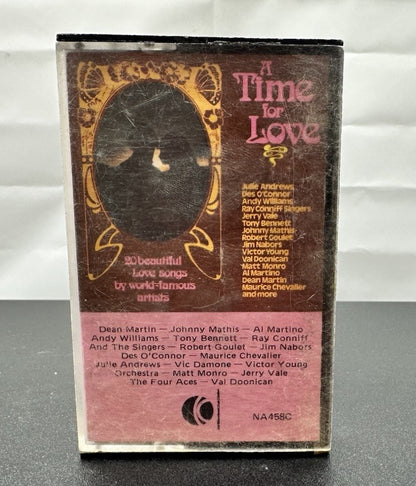 A
Time
for
Love
Julie Andrews
Des O'Connor
Andy Williams
Ray Conniff Singers
Jerry Vale
Tony Bennett
Johnny Mathis
Robert Goulet
Jim Nabors
Victor Young
Val Doonican
Matt Monro
Al Martino
Dean Martin
Maurice Chevalier
and more
20 beautiful
Love songs
by world-famous
artists
Dean Martin — Johnny Mathis — Al Martino
Andy Williams — Tony Bennett — Ray Conniff
And The Singers — Robert Goulet — Jim Nabors
Des O'Connor — Maurice Chevalier
Julie Andrews — Vic Damone — Victor Young
Orchestra — Matt Monro — Jerry Vale
The Four Aces — Val Doonican
K
NA458C